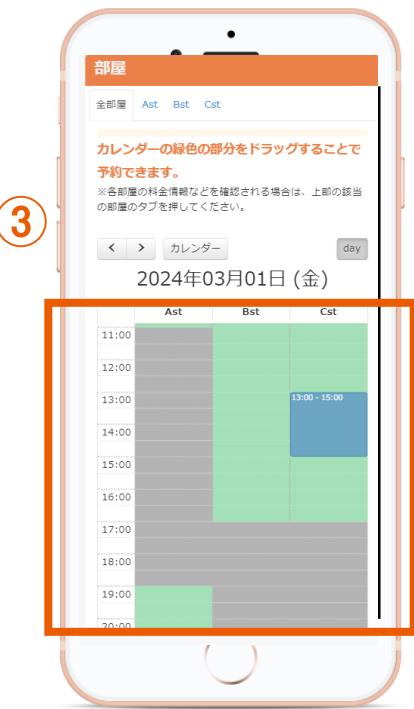 部屋
全部屋 Ast Bst Cst
カレンダーの緑色の部分をドラッグすることで
予約できます。
※各部屋の料金情報などを確認される場合は、上部の該当
の部屋のタブを押してください。
③
< > カレンダー day
2024年03月01日 (金)
Ast Bst Cst
11:00
12:00
13:00 13:00 - 15:00
14:00
15:00
16:00
17:00
18:00
19:00
20:00